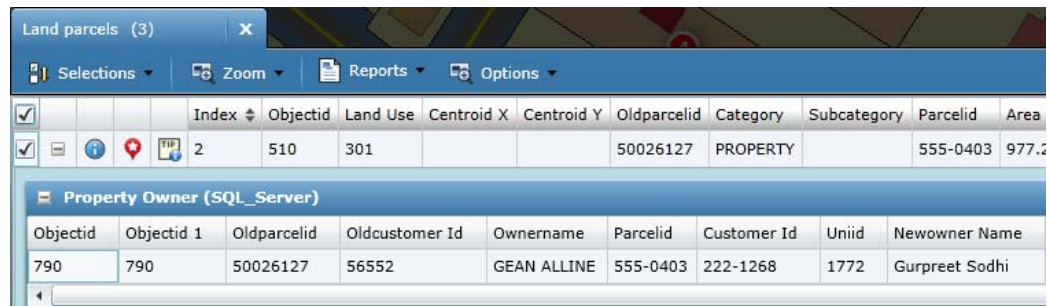 Land parcels (3) x
Selections Zoom Reports Options
Index Objectid Land Use Centroid X Centroid Y Oldparcelid Category Subcategory Parcelid Area
TIP 2 510 301 50026127 PROPERTY 555-0403 977.2
Property Owner (SQL_Server)
Objectid Objectid 1 Oldparcelid Oldcustomer Id Ownername Parcelid Customer Id Uniid Newowner Name
790 790 50026127 56552 GEAN ALLINE 555-0403 222-1268 1772 Gurpreet Sodhi